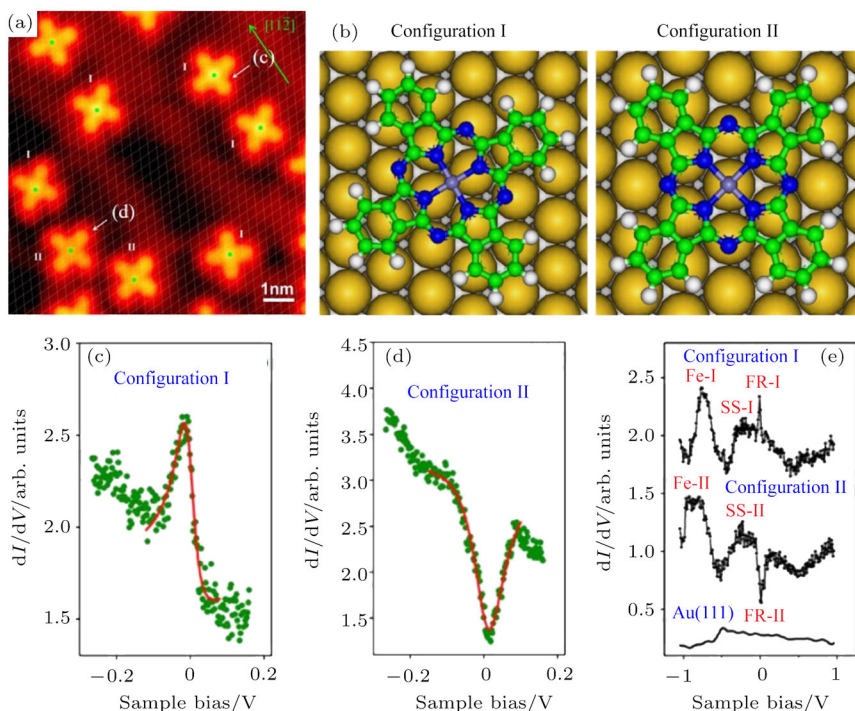 (a)
[11$\bar{2}$]
I
(c)
I
I
I
(d)
II
II
I
1nm
(b)
Configuration I
Configuration II
(c)
Configuration I
3.0
2.5
2.0
1.5
dI/dV/arb. units
−0.2
0
0.2
Sample bias/V
(d)
Configuration II
4.5
4.0
3.5
3.0
2.5
2.0
1.5
dI/dV/arb. units
−0.2
0
0.2
Sample bias/V
(e)
Configuration I
Fe-I
FR-I
SS-I
Fe-II
Configuration II
SS-II
Au(111)
FR-II
2.5
2.0
1.5
1.0
0.5
dI/dV/arb. units
−1
0
1
Sample bias/V